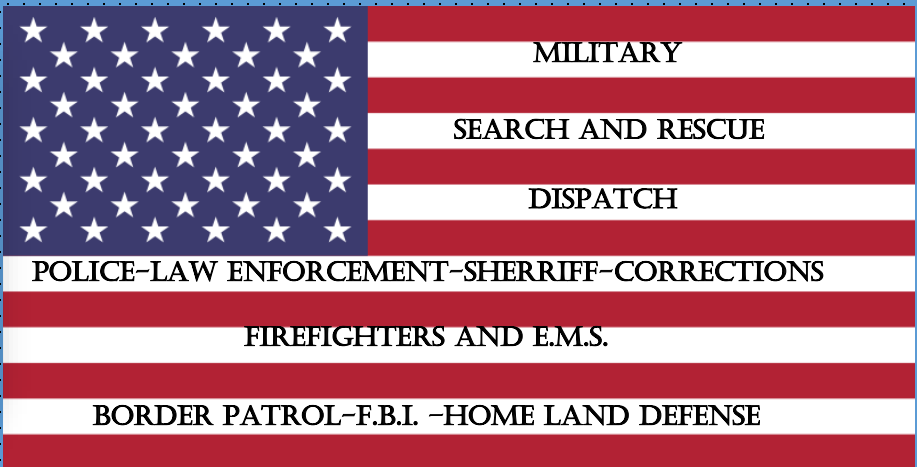 MILITARY
SEARCH AND RESCUE
DISPATCH
POLICE-LAW ENFORCEMENT-SHERRIFF-CORRECTIONS
FIREFIGHTERS AND E.M.S.
BORDER PATROL-F.B.I. -HOME LAND DEFENSE